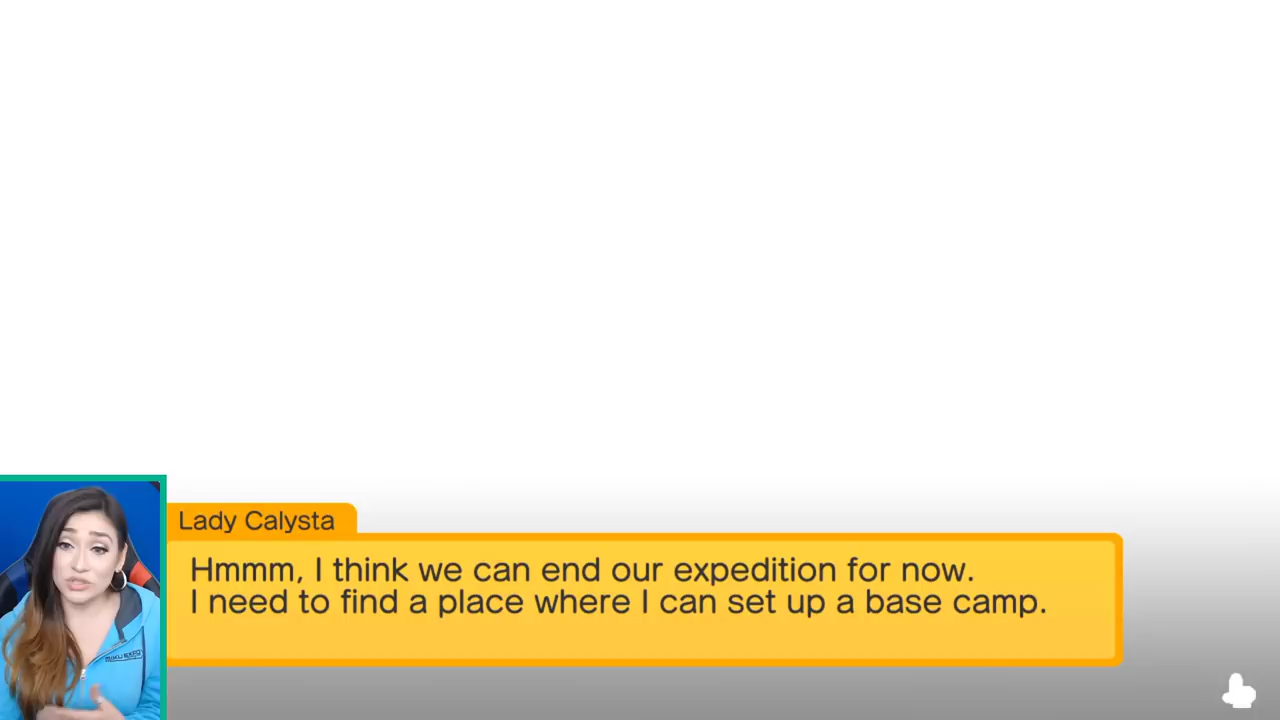 Lady Calysta
Hmmm, I think we can end our expedition for now.
I need to find a place where I can set up a base camp.